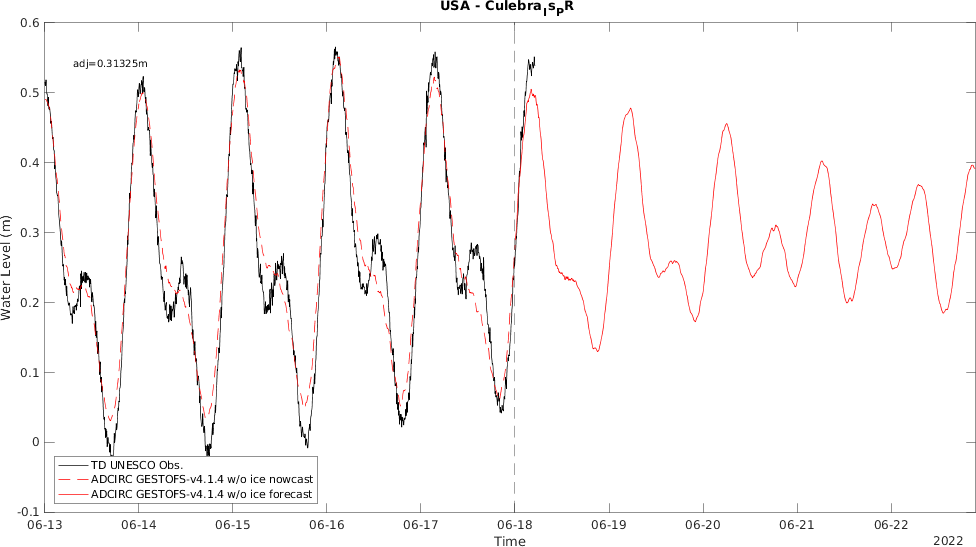 USA - Culebra_I s_P R
adj=0.31325m
0.6
0.5
0.4
0.3
0.2
0.1
0
-0.1
Water Level (m)
TD UNESCO Obs.
ADCIRC GESTOFS-v4.1.4 w/o ice nowcast
ADCIRC GESTOFS-v4.1.4 w/o ice forecast
06-13 06-14 06-15 06-16 06-17 06-18 06-19 06-20 06-21 06-22
Time
2022